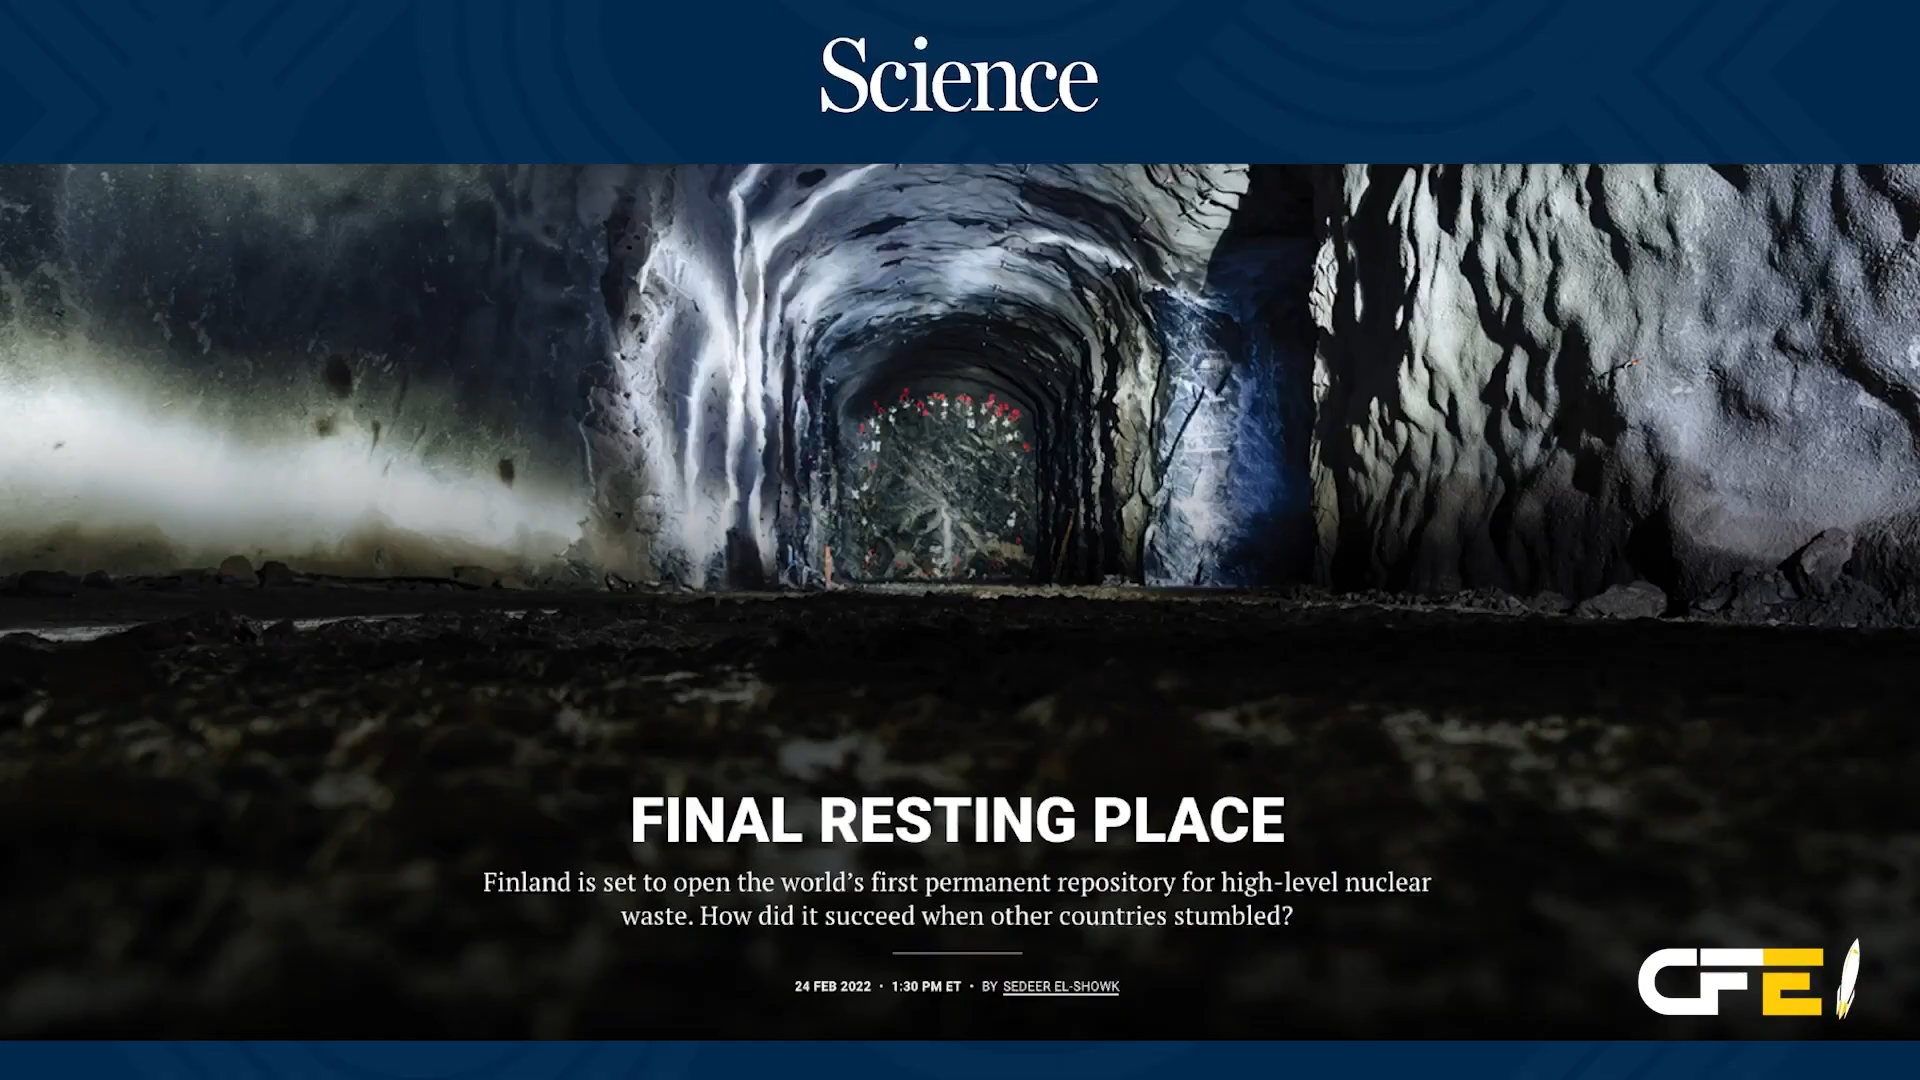 Science
FINAL RESTING PLACE
Finland is set to open the world’s first permanent repository for high-level nuclear
waste. How did it succeed when other countries stumbled?
24 FEB 2022 • 1:30 PM ET • BY SEDEER EL-SHOWK
CFE